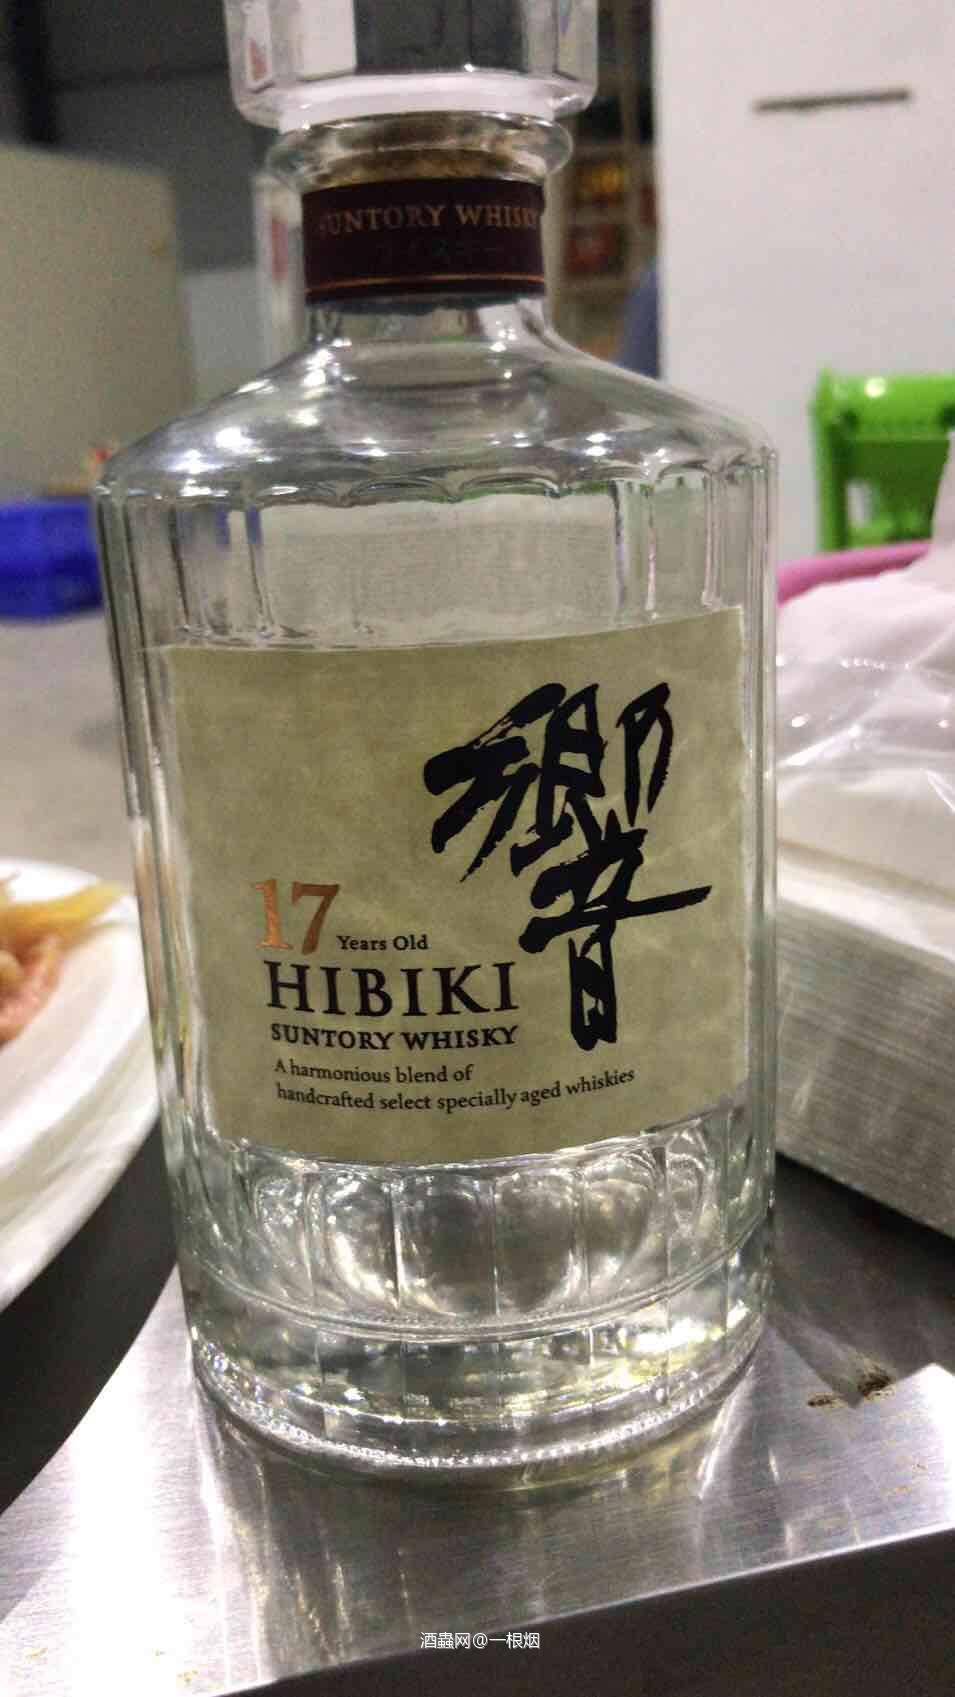 SUNTORY WHISKY
響
17 Years Old
HIBIKI
SUNTORY WHISKY
A harmonious blend of
handcrafted select specially aged whiskies
酒蟲网@一根烟